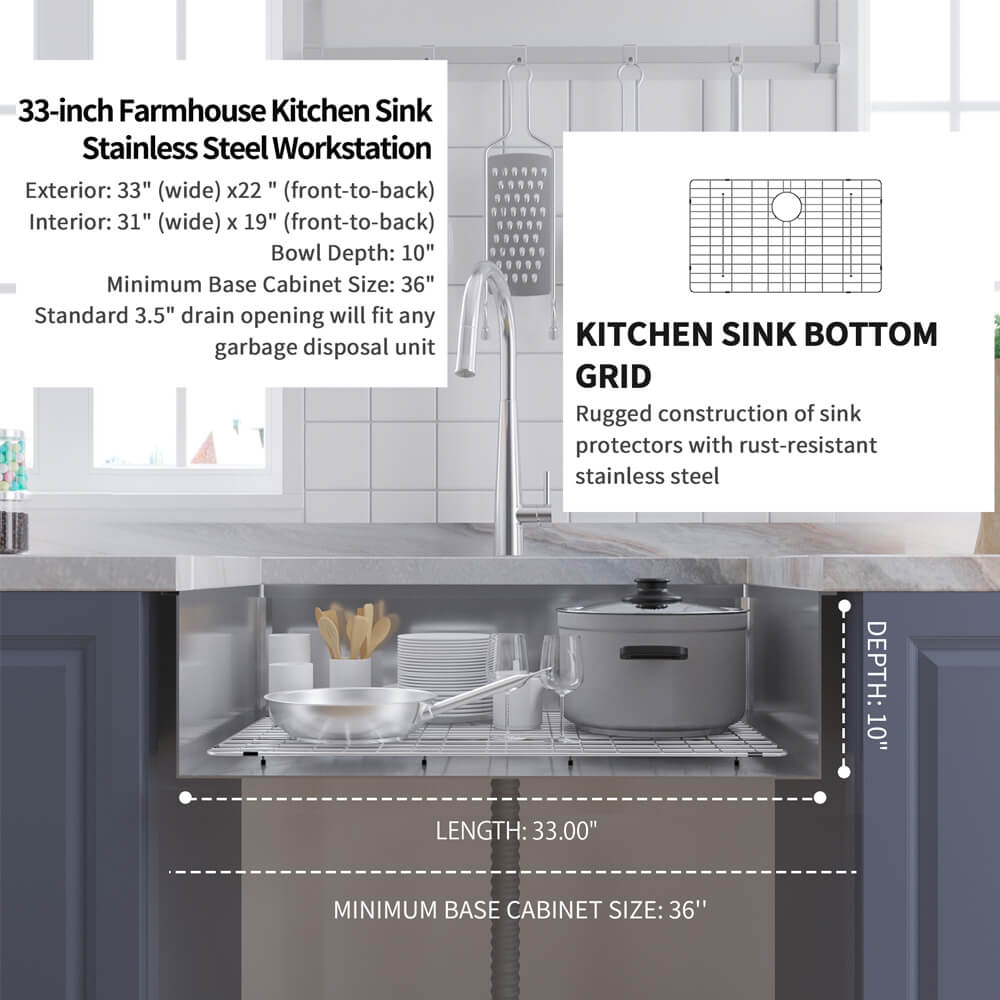 33-inch Farmhouse Kitchen Sink
Stainless Steel Workstation
Exterior: 33" (wide) x22 " (front-to-back)
Interior: 31" (wide) x 19" (front-to-back)
Bowl Depth: 10"
Minimum Base Cabinet Size: 36"
Standard 3.5" drain opening will fit any
garbage disposal unit
KITCHEN SINK BOTTOM
GRID
Rugged construction of sink
protectors with rust-resistant
stainless steel
DEPTH: 10"
LENGTH: 33.00"
MINIMUM BASE CABINET SIZE: 36''